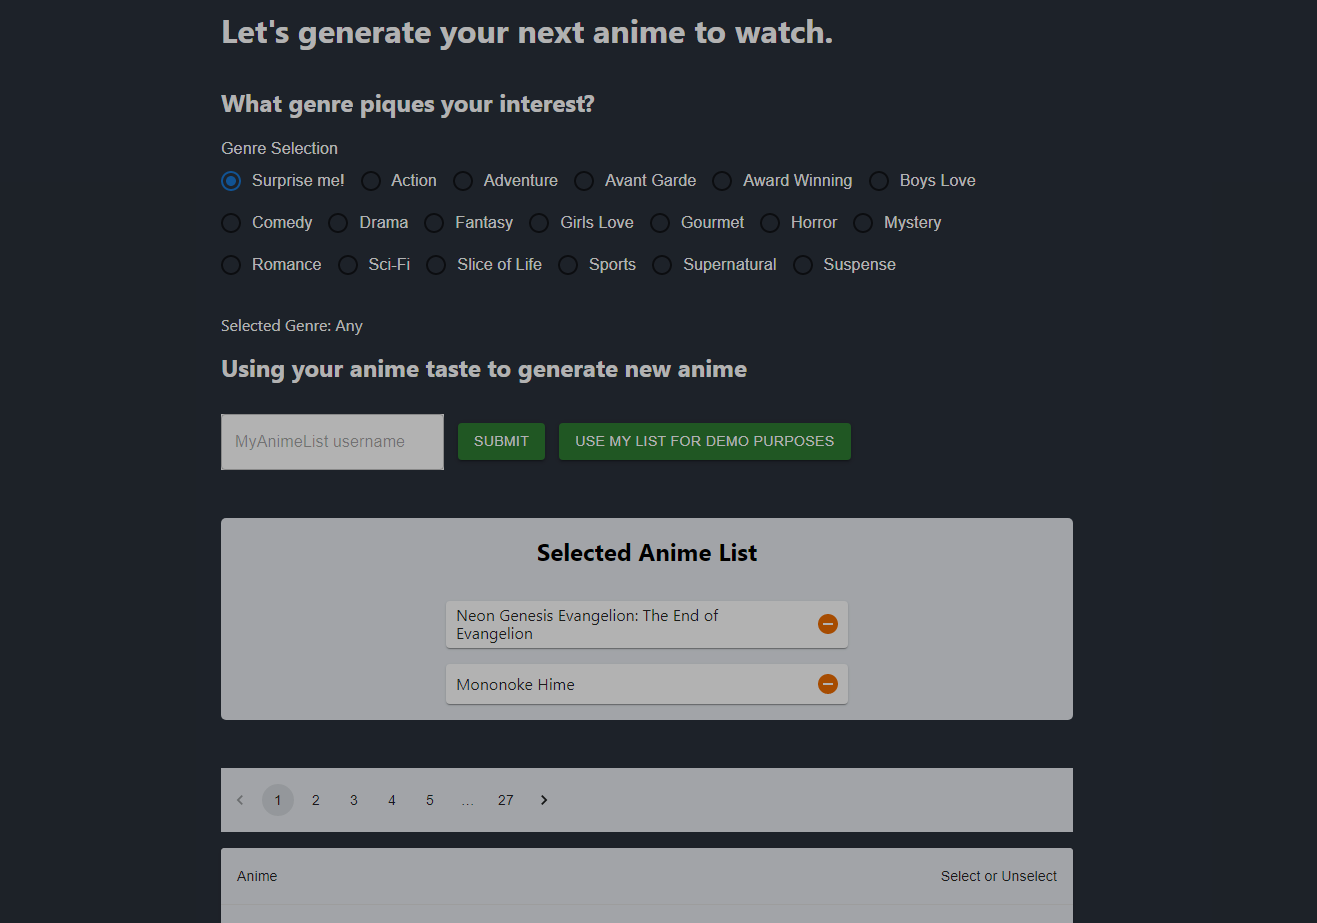 Let's generate your next anime to watch.
What genre piques your interest?
Genre Selection
Surprise me! Action Adventure Avant Garde Award Winning Boys Love
Comedy Drama Fantasy Girls Love Gourmet Horror Mystery
Romance Sci-Fi Slice of Life Sports Supernatural Suspense
Selected Genre: Any
Using your anime taste to generate new anime
MyAnimeList username SUBMIT USE MY LIST FOR DEMO PURPOSES
Selected Anime List
Neon Genesis Evangelion: The End of
Evangelion
Mononoke Hime
1 2 3 4 5 ... 27
Anime Select or Unselect